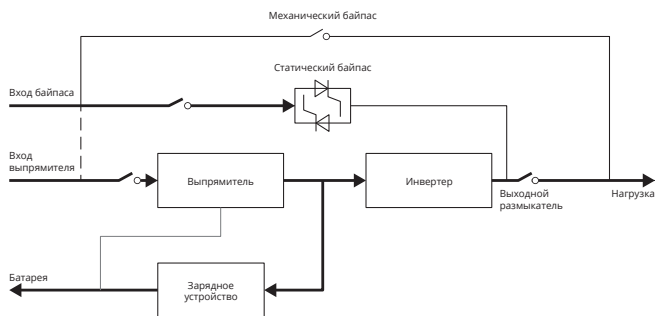 Механический байпас
Статический байпас
Вход байпаса
Вход
выпрямителя
Выпрямитель
Инвертер
Выходной
размыкатель
Нагрузка
Батарея
Зарядное
устройство